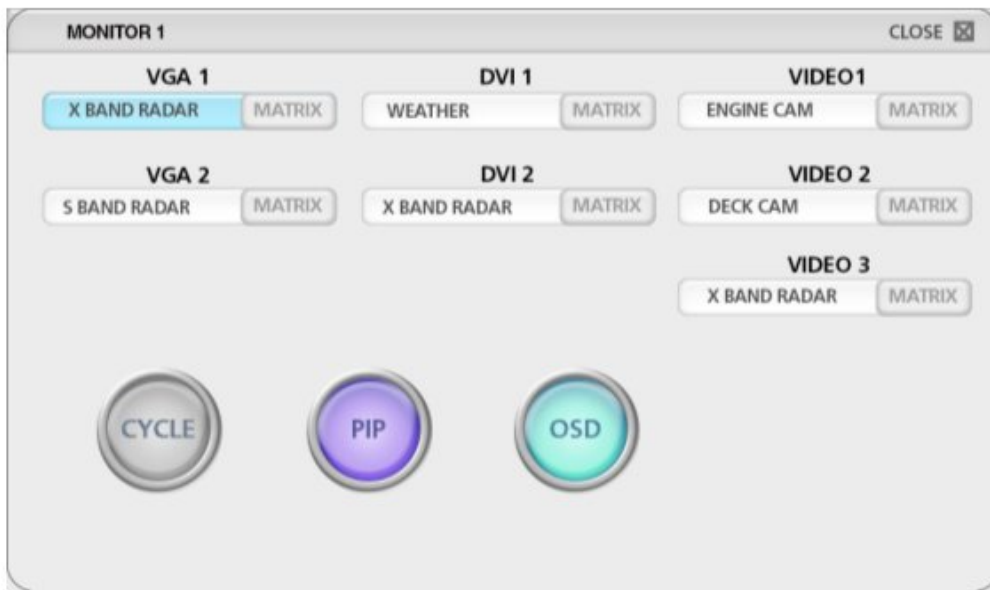 MONITOR 1 CLOSE
VGA 1 DVI 1 VIDEO1
X BAND RADAR MATRIX WEATHER MATRIX ENGINE CAM MATRIX
VGA 2 DVI 2 VIDEO 2
S BAND RADAR MATRIX X BAND RADAR MATRIX DECK CAM MATRIX
VIDEO 3
X BAND RADAR MATRIX
CYCLE PIP OSD